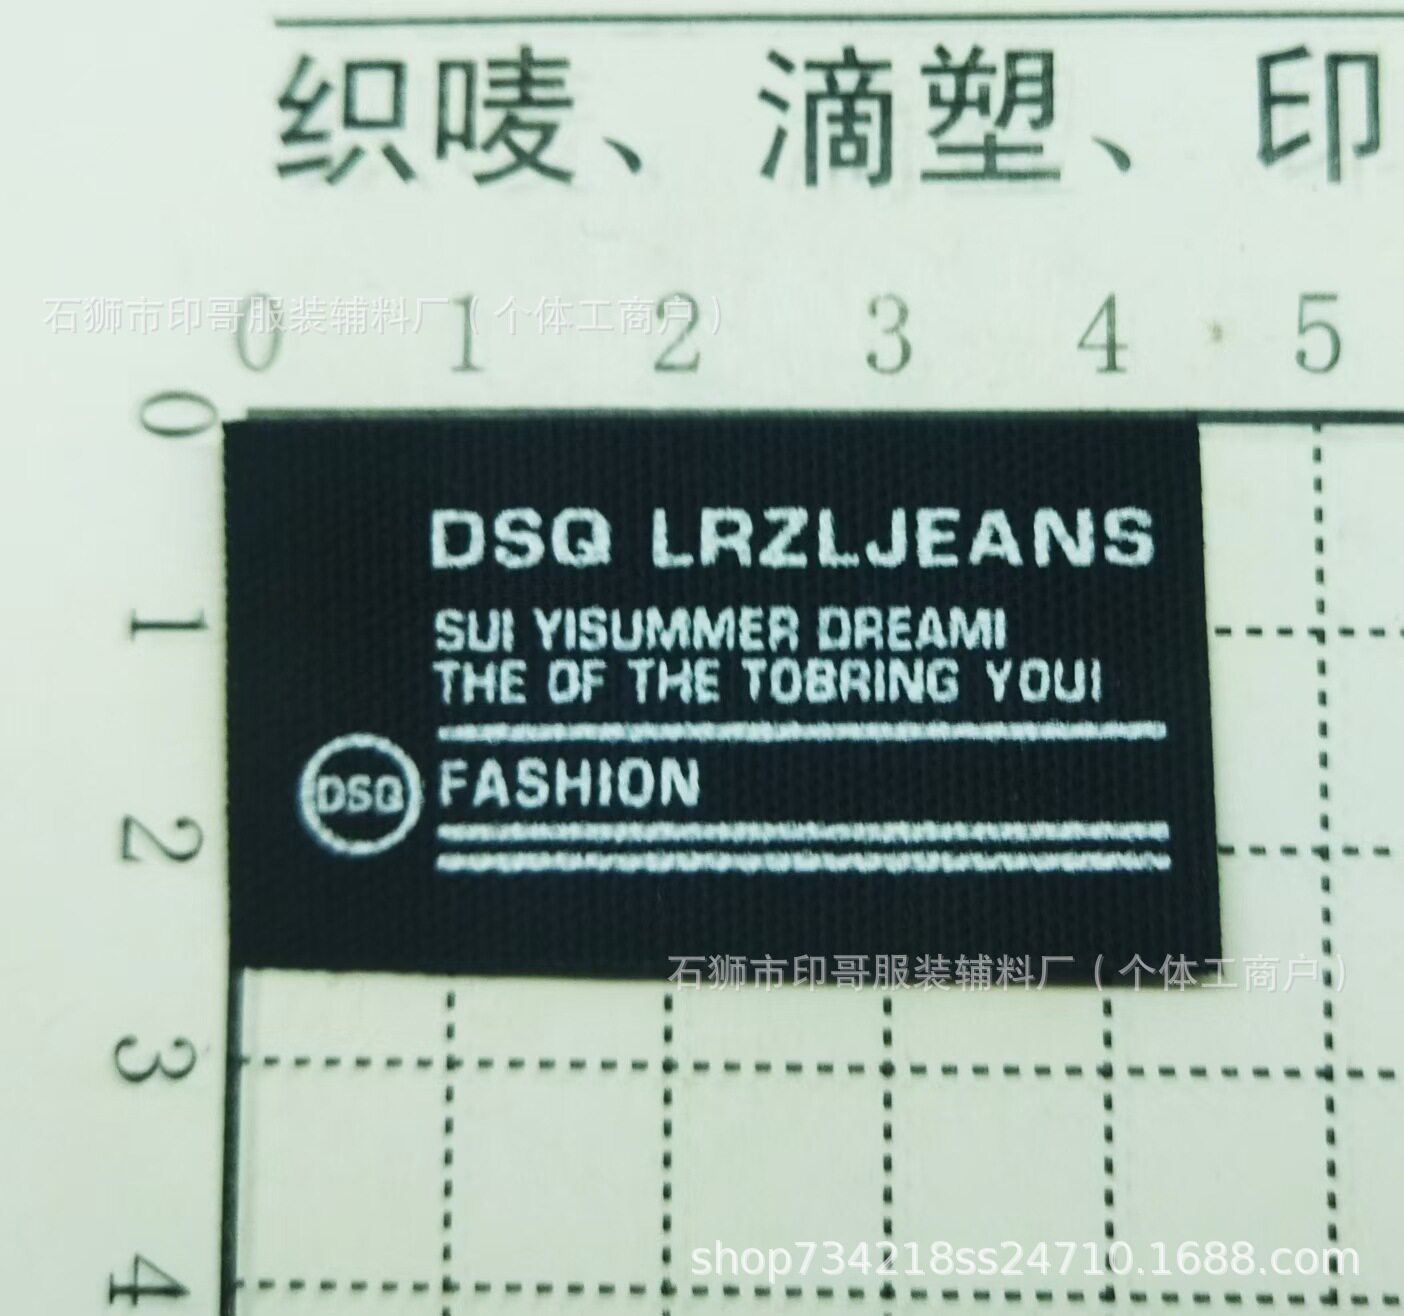 织唛、滴塑、印
石狮市印哥服装辅料厂（个体工商户）
0 1 2 3 4 5
0
DSQ LRZLJEANS
1
SUI YISUMMER DREAMI
THE OF THE TOBRING YOUI
2
DSQ FASHION
石狮市印哥服装辅料厂（个体工商户）
3
shop734218ss24710.1688.com
4